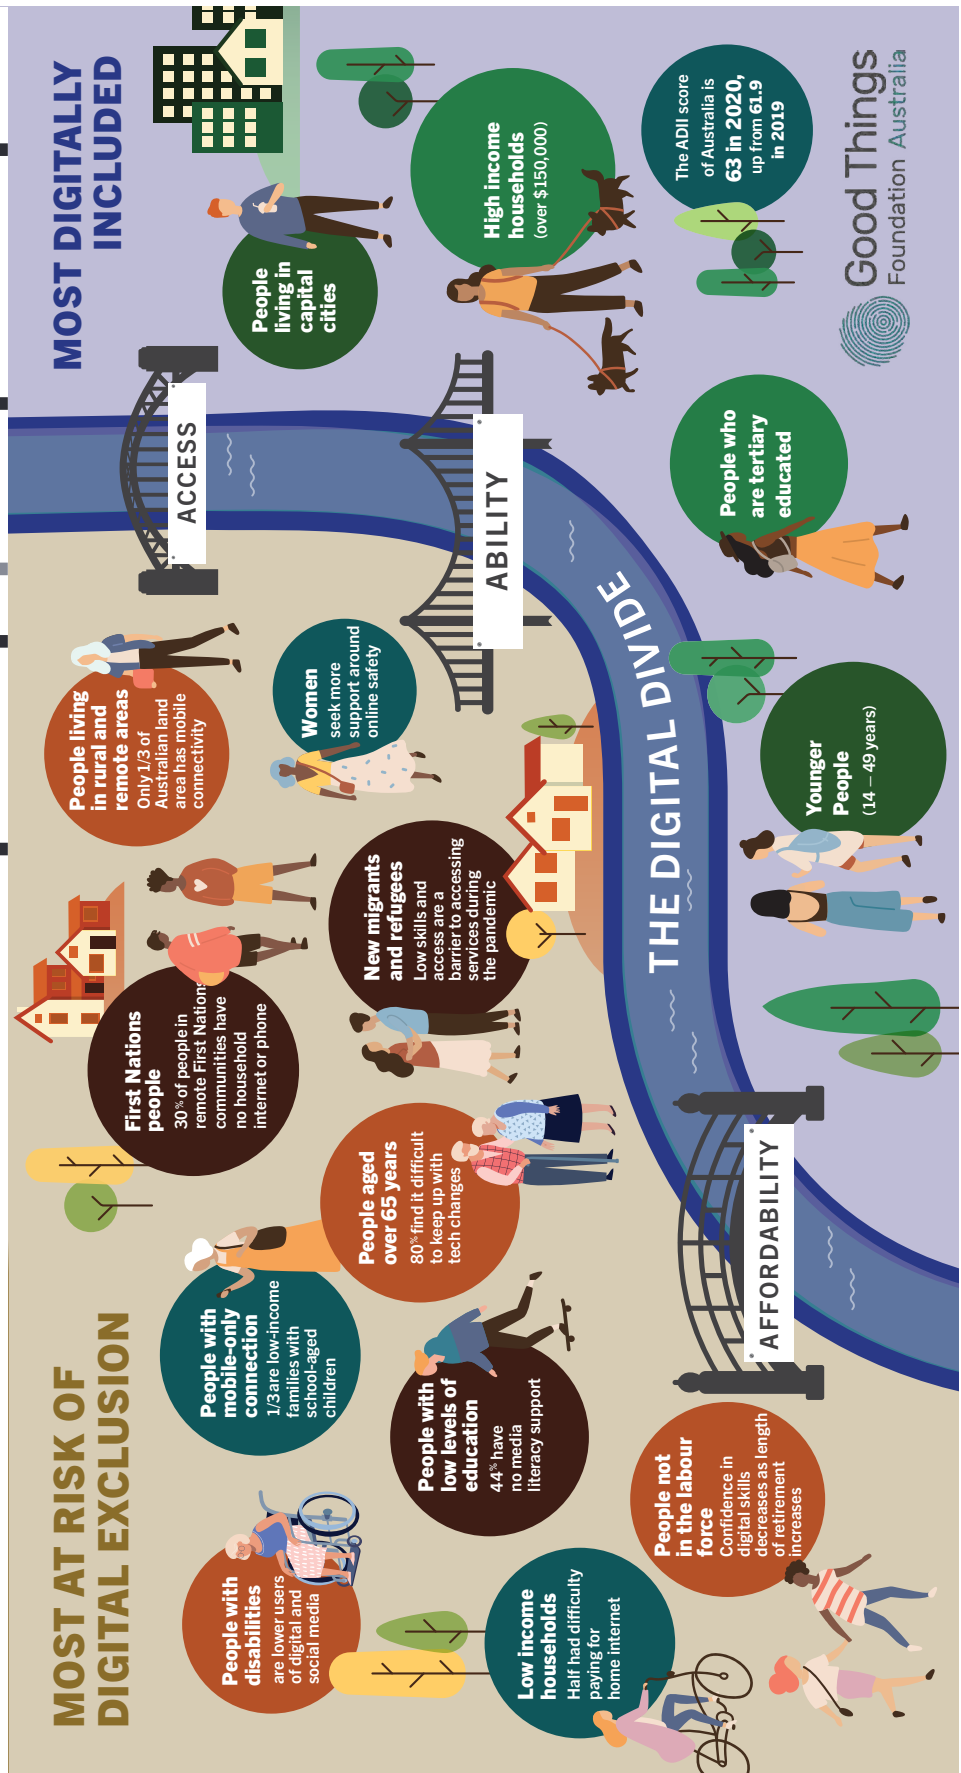 MOST AT RISK OF
DIGITAL EXCLUSION
People with
disabilities
are lower users
of digital and
social media
Low income
households
Half had difficulty
paying for
home internet
People with
mobile-only
connection
1/3 are low-income
families with
school-aged
children
People with
low levels of
education
44% have
no media
literacy support
People not
in the labour
force
Confidence in
digital skills
decreases as length
of retirement
increases
First Nations
people
30% of people in
remote First Nations
communities have
no household
internet or phone
People aged
over 65 years
80% find it difficult
to keep up with
tech changes
New migrants
and refugees
Low skills and
access are a
barrier to accessing
services during
the pandemic
People living
in rural and
remote areas
Only 1/3 of
Australian land
area has mobile
connectivity
Women
seek more
support around
online safety
THE DIGITAL DIVIDE
ACCESS
ABILITY
AFFORDABILITY
MOST DIGITALLY
INCLUDED
People
living in
capital
cities
High income
households
(over $150,000)
The ADII score
of Australia is
63 in 2020,
up from 61.9
in 2019
People who
are tertiary
educated
Younger
People
(14 – 49 years)
Good Things
Foundation Australia